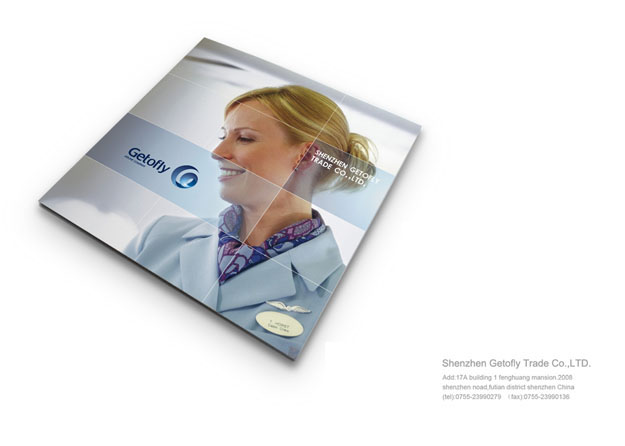 Getofly
SHENZHEN GETOFLY
TRADE CO.,LTD.
Shenzhen Getofly Trade Co.,LTD.
Add:17A.building 1 fenghuang mansion.2008
shenzhen noad,futian district shenzhen China
(tel):0755-23990279 \ fax):0755-23990136